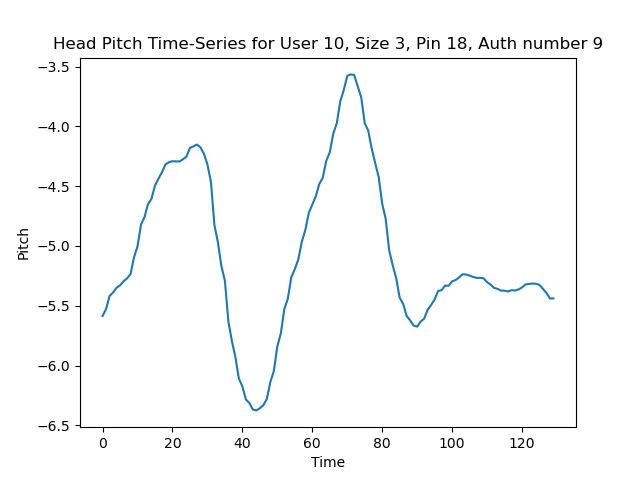 Head Pitch Time-Series for User 10, Size 3, Pin 18, Auth number 9
−3.5
−4.0
−4.5
−5.0
−5.5
−6.0
−6.5
Pitch
0 20 40 60 80 100 120
Time